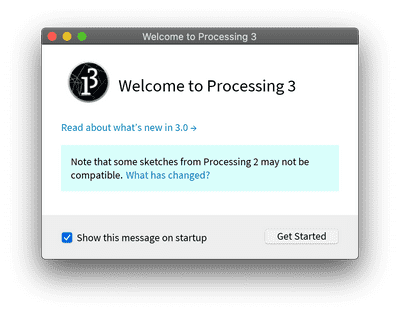 Welcome to Processing 3
3
Welcome to Processing 3
Read about what's new in 3.0 →
Note that some sketches from Processing 2 may not be
compatible. What has changed?
Show this message on startup
Get Started